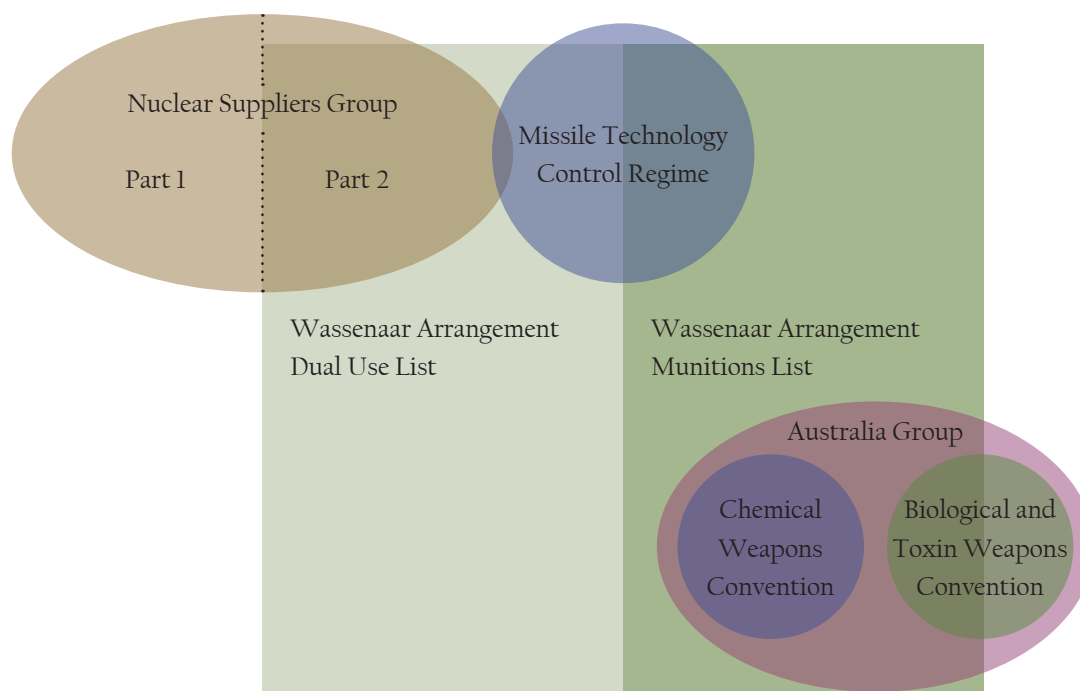 Nuclear Suppliers Group
Part 1
Part 2
Missile Technology
Control Regime
Wassenaar Arrangement
Dual Use List
Wassenaar Arrangement
Munitions List
Australia Group
Chemical
Weapons
Convention
Biological and
Toxin Weapons
Convention